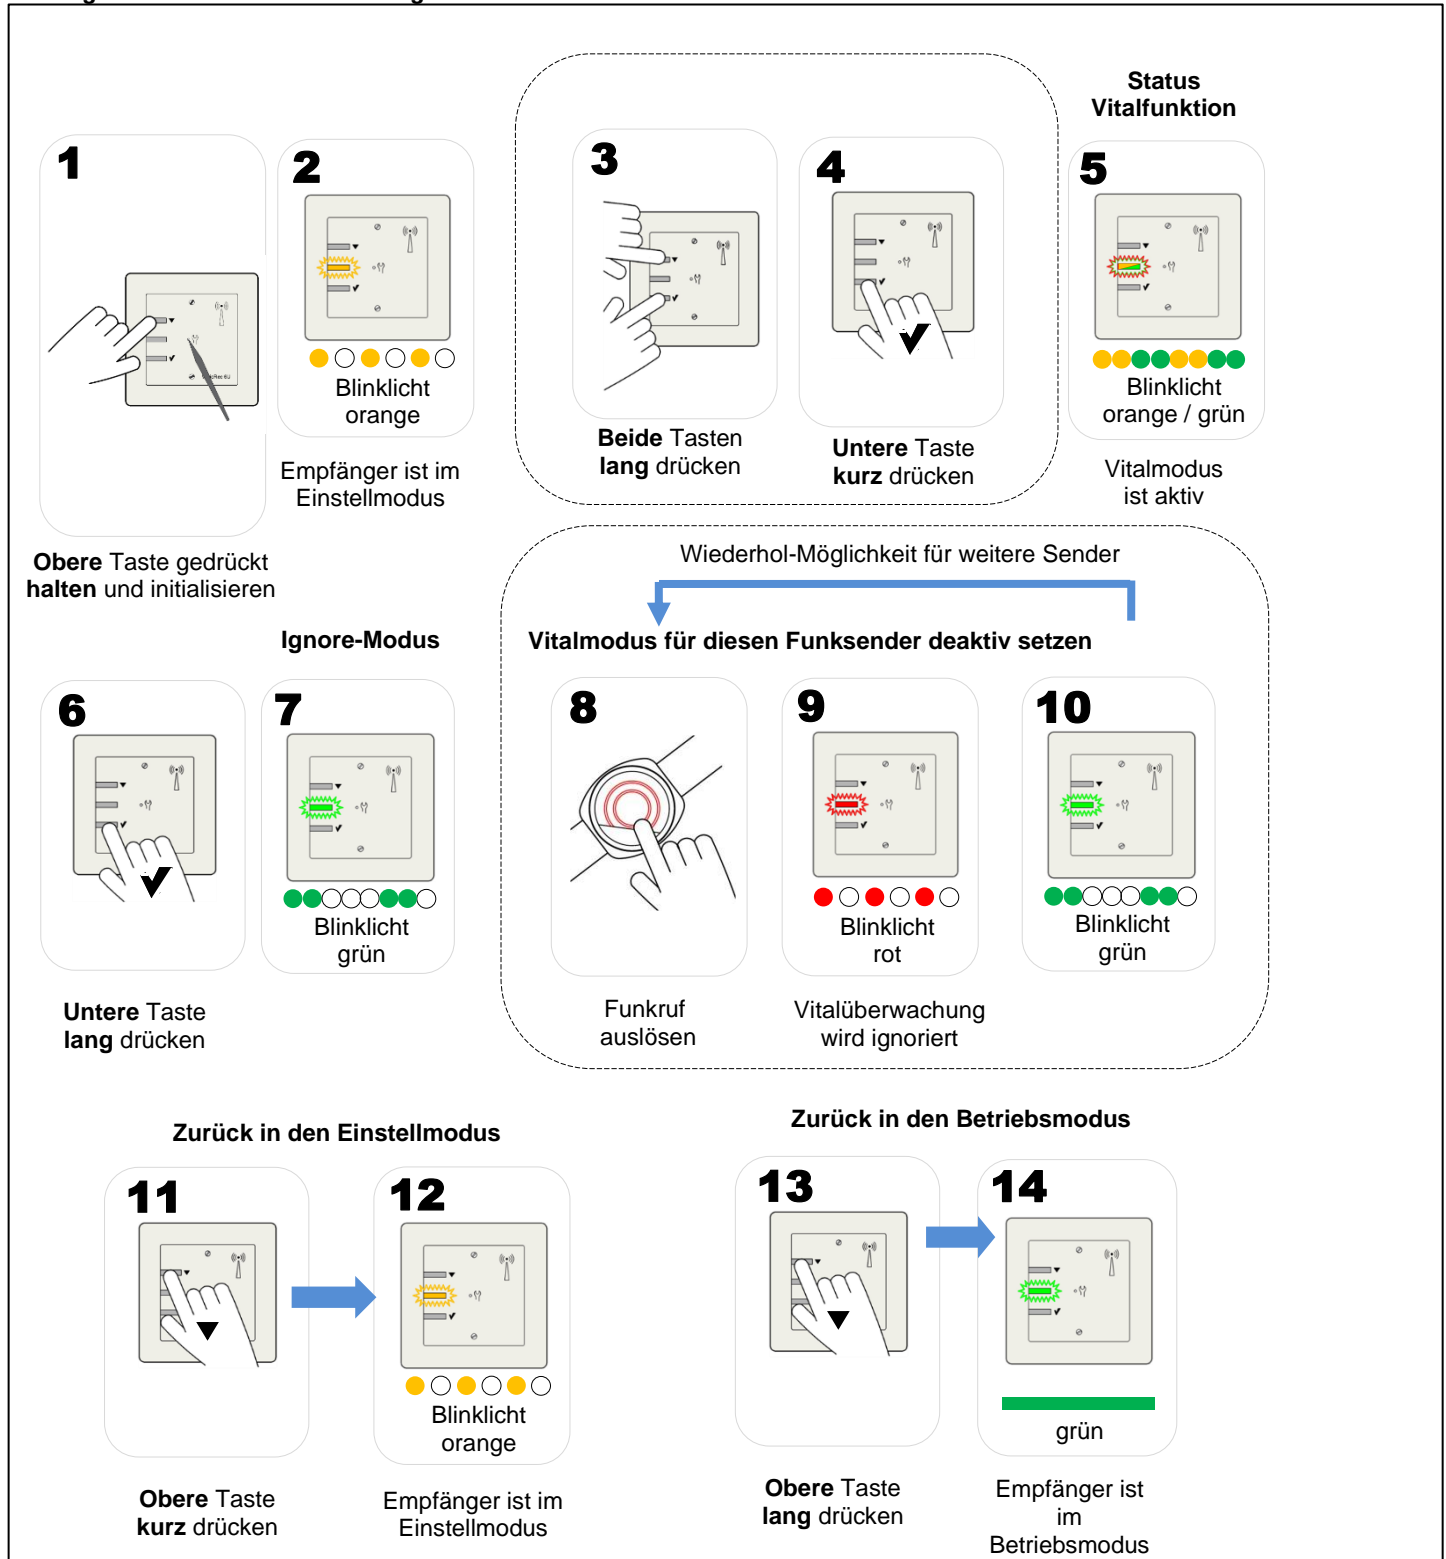 Status
Vitalfunktion
1
2
3
4
5
Blinklicht
orange
Blinklicht
orange / grün
Beide Tasten
lang drücken
Untere Taste
kurz drücken
Empfänger ist im
Einstellmodus
Vitalmodus
ist aktiv
Obere Taste gedrückt
halten und initialisieren
Wiederhol-Möglichkeit für weitere Sender
Ignore-Modus
Vitalmodus für diesen Funksender deaktiv setzen
6
7
8
9
10
Blinklicht
grün
Blinklicht
rot
Blinklicht
grün
Untere Taste
lang drücken
Funkruf
auslösen
Vitalüberwachung
wird ignoriert
Zurück in den Einstellmodus
Zurück in den Betriebsmodus
11
12
13
14
Blinklicht
orange
grün
Obere Taste
kurz drücken
Empfänger ist im
Einstellmodus
Obere Taste
lang drücken
Empfänger ist
im
Betriebsmodus